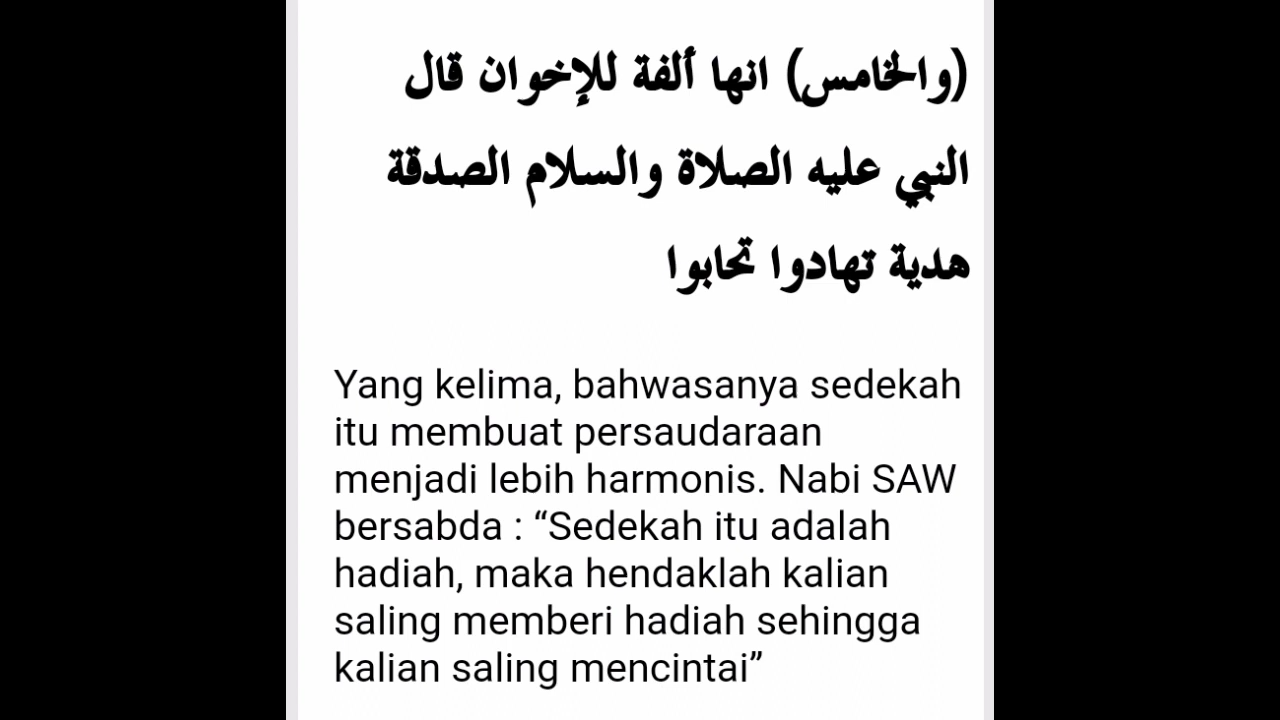 (والخامس) انها ألفة للإخوان قال
النبي عليه الصلاة والسلام الصدقة
هدية تهادوا تحابوا
Yang kelima, bahwasanya sedekah
itu membuat persaudaraan
menjadi lebih harmonis. Nabi SAW
bersabda : “Sedekah itu adalah
hadiah, maka hendaklah kalian
saling memberi hadiah sehingga
kalian saling mencintai”